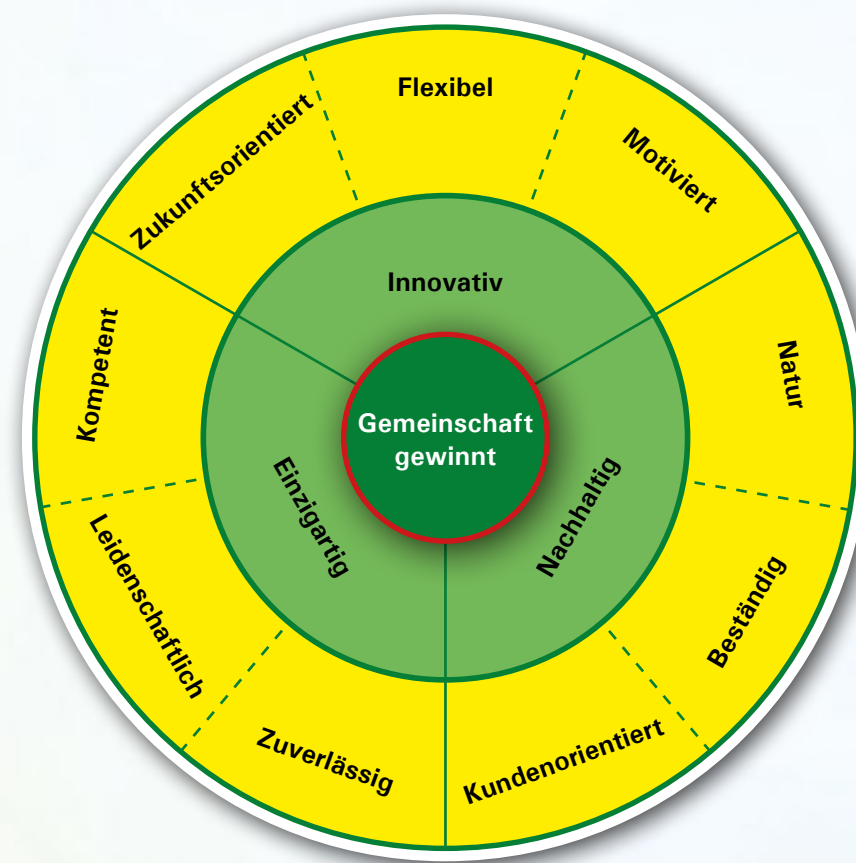 Flexibel
Motiviert
Natur
Beständig
Kundenorientiert
Zuverlässig
Leidenschaftlich
Kompetent
Zukunftsorientiert
Innovativ
Nachhaltig
Einzigartig
Gemeinschaft
gewinnt